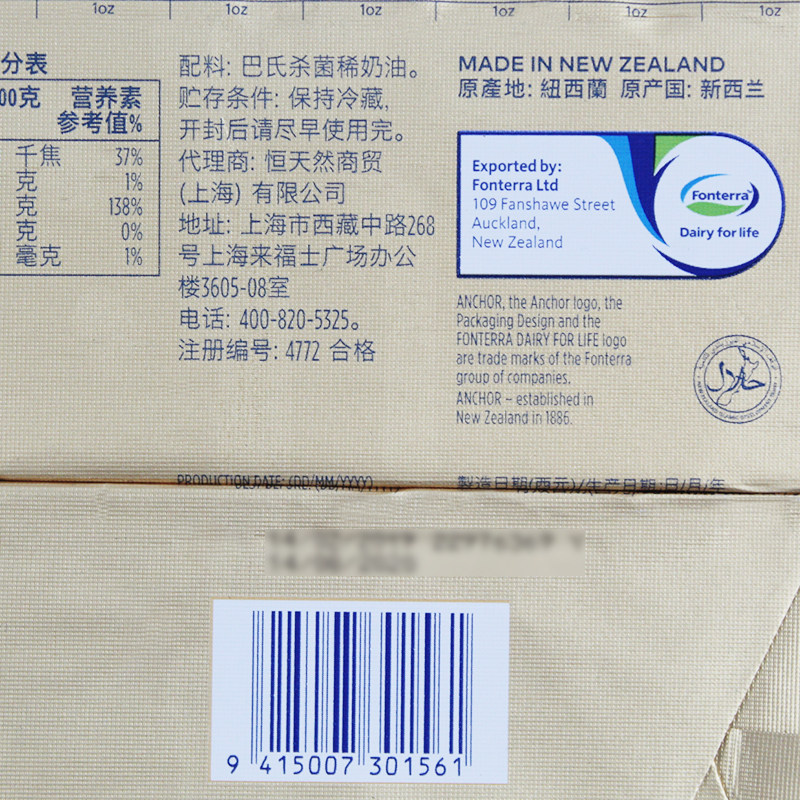 1oz 1oz 1oz 1oz 1oz 1oz
分表
00克 营养素
参考值%
千焦 37%
克 1%
克 138%
克 0%
毫克 1%
配料: 巴氏杀菌稀奶油。
贮存条件: 保持冷藏,
开封后请尽早使用完。
代理商: 恒天然商贸
(上海) 有限公司
地址: 上海市西藏中路268
号上海来福士广场办公
楼3605-08室
电话: 400-820-5325。
注册编号: 4772 合格
MADE IN NEW ZEALAND
原產地: 紐西蘭 原产国: 新西兰
Exported by:
Fonterra Ltd
109 Fanshawe Street
Auckland,
New Zealand
Fonterra
Dairy for life
ANCHOR, the Anchor logo, the
Packaging Design and the
FONTERRA DAIRY FOR LIFE logo
are trade marks of the Fonterra
group of companies.
ANCHOR – established in
New Zealand in 1886.
حلال
PRODUCTION DATE: (DD/MM/YYYY)
製造日期(西元)/生产日期:日/月/年
9 415007 301561